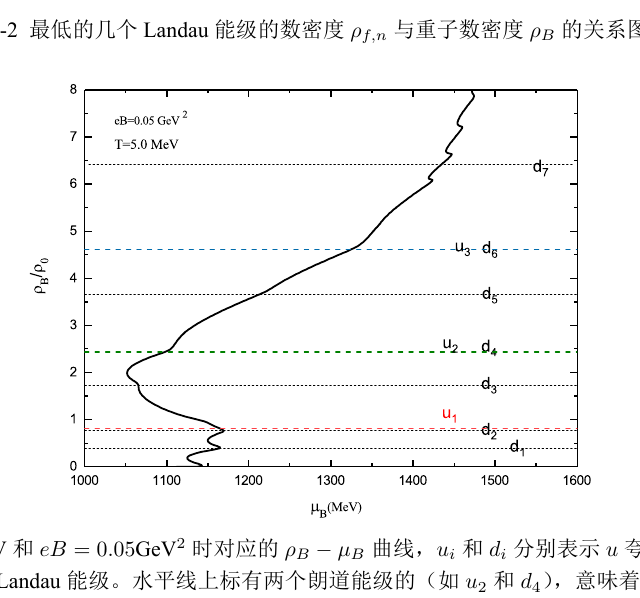 -2 最低的几个 Landau 能级的数密度 ρf,n 与重子数密度 ρB 的关系图
eB=0.05 GeV 2
T=5.0 MeV
8
7
6
5
4
3
2
1
0
ρB/ρ0
d7
u3 d6
d5
u2 d4
d3
u1
d2
d1
1000 1100 1200 1300 1400 1500 1600
μB(MeV)
V 和 eB = 0.05GeV2 时对应的 ρB − μB 曲线，ui 和 di 分别表示 u 夸
Landau 能级。水平线上标有两个朗道能级的（如 u2 和 d4），意味着